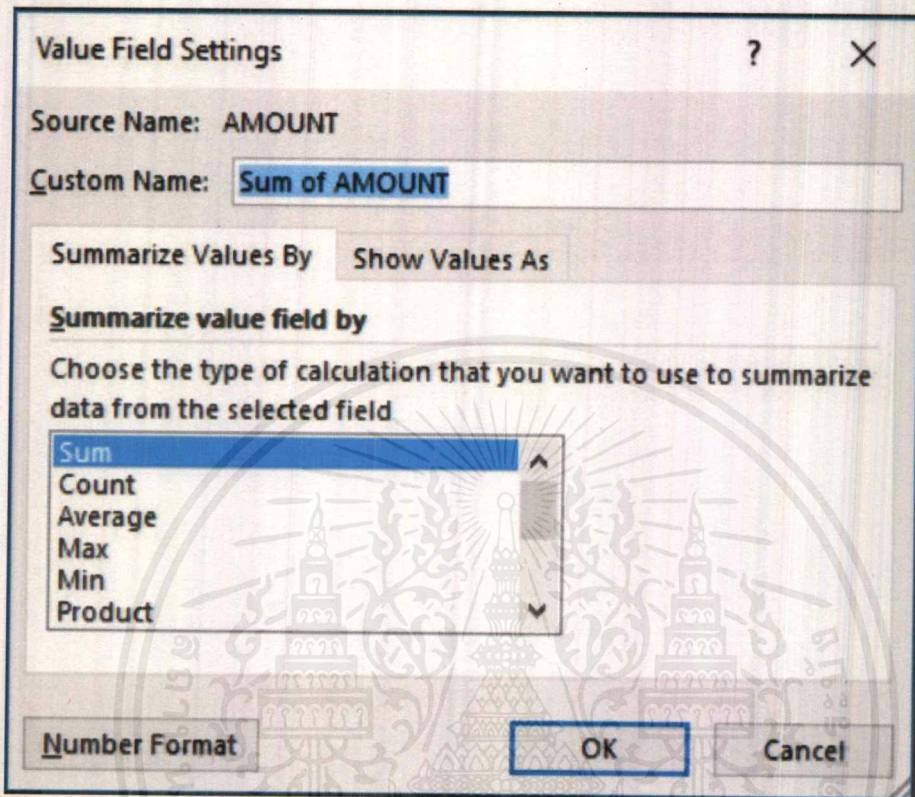 Value Field Settings ? ×
Source Name: AMOUNT
Custom Name: Sum of AMOUNT
Summarize Values By Show Values As
Summarize value field by
Choose the type of calculation that you want to use to summarize
data from the selected field
Sum
Count
Average
Max
Min
Product
Number Format OK Cancel